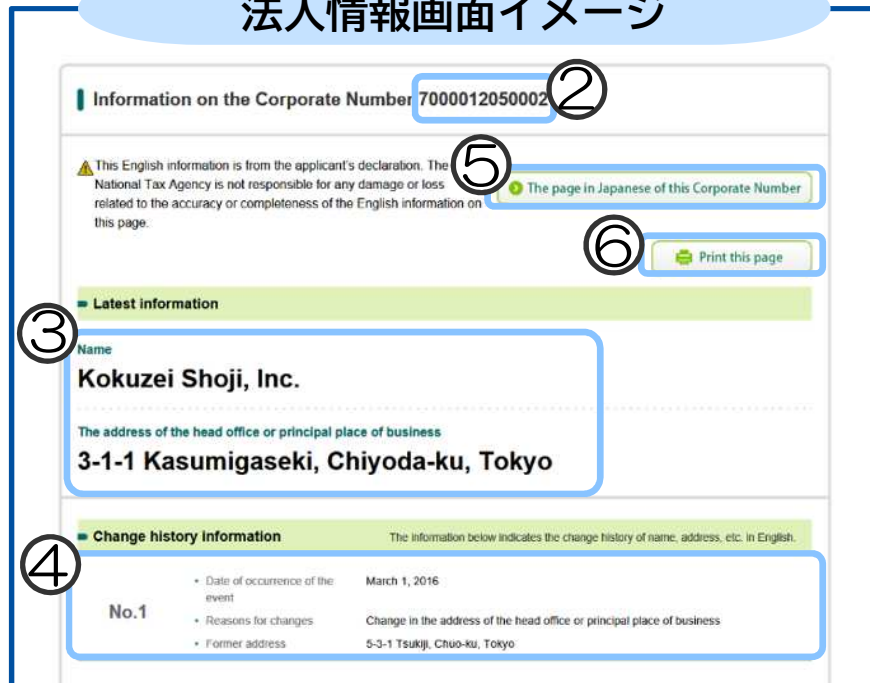 法人情報画面イメージ
Information on the Corporate Number 7000012050002 ②
⚠ This English information is from the applicant's declaration. The
National Tax Agency is not responsible for any damage or loss
related to the accuracy or completeness of the English information on
this page.
⑤
The page in Japanese of this Corporate Number
⑥
Print this page
Latest information
③
Name
Kokuzei Shoji, Inc.
The address of the head office or principal place of business
3-1-1 Kasumigaseki, Chiyoda-ku, Tokyo
Change history information The information below indicates the change history of name, address, etc. in English.
④
No.1
• Date of occurrence of the event March 1, 2016
• Reasons for changes Change in the address of the head office or principal place of business
• Former address 5-3-1 Tsukiji, Chuo-ku, Tokyo